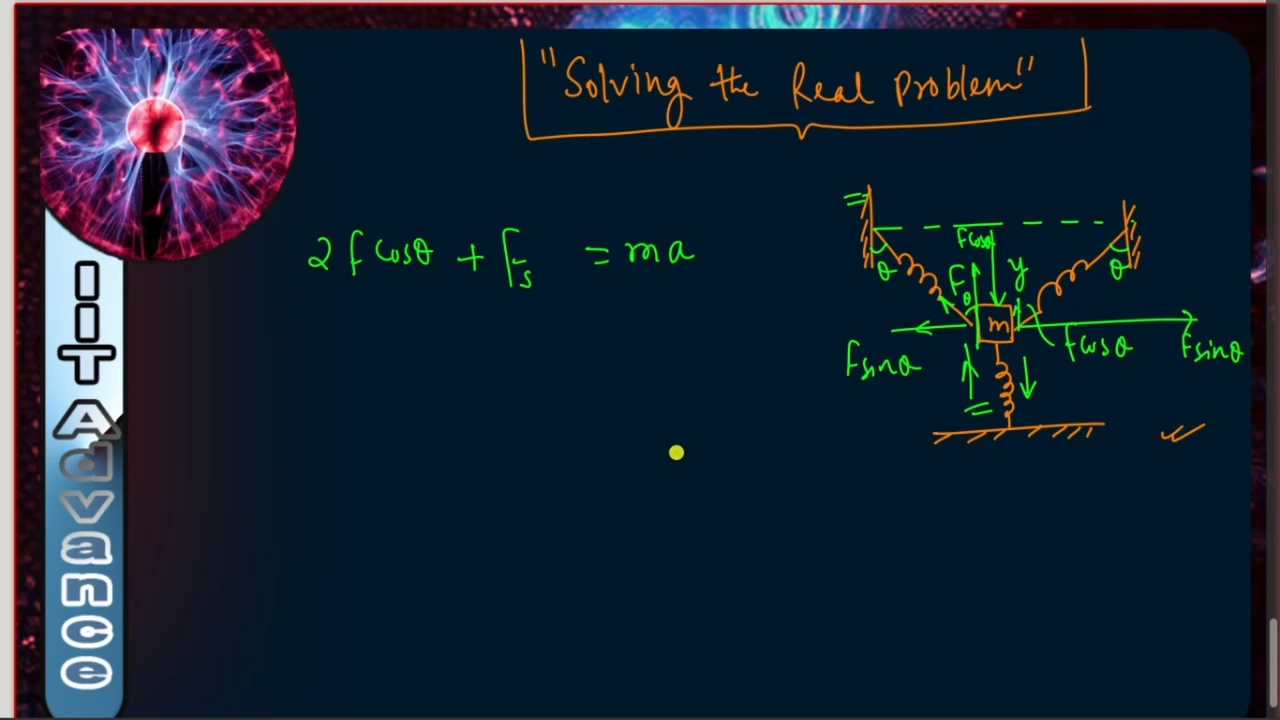 "Solving the Real Problem"
2 F cosθ + Fs = ma
Fcosθ
θ
F
y
θ
θ
m
Fsinθ
Fcosθ
Fsinθ
IIT Advance